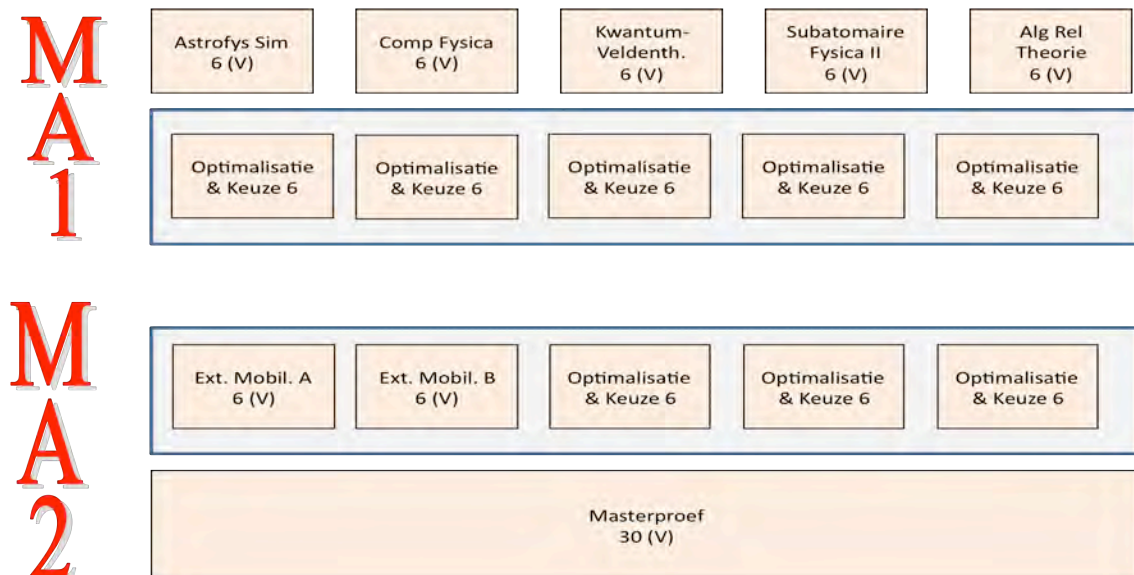 MA1
Astrofys Sim
6 (V)
Comp Fysica
6 (V)
Kwantum-
Veldenth.
6 (V)
Subatomaire
Fysica II
6 (V)
Alg Rel
Theorie
6 (V)
Optimalisatie
& Keuze 6
Optimalisatie
& Keuze 6
Optimalisatie
& Keuze 6
Optimalisatie
& Keuze 6
Optimalisatie
& Keuze 6
MA2
Ext. Mobil. A
6 (V)
Ext. Mobil. B
6 (V)
Optimalisatie
& Keuze 6
Optimalisatie
& Keuze 6
Optimalisatie
& Keuze 6
Masterproef
30 (V)